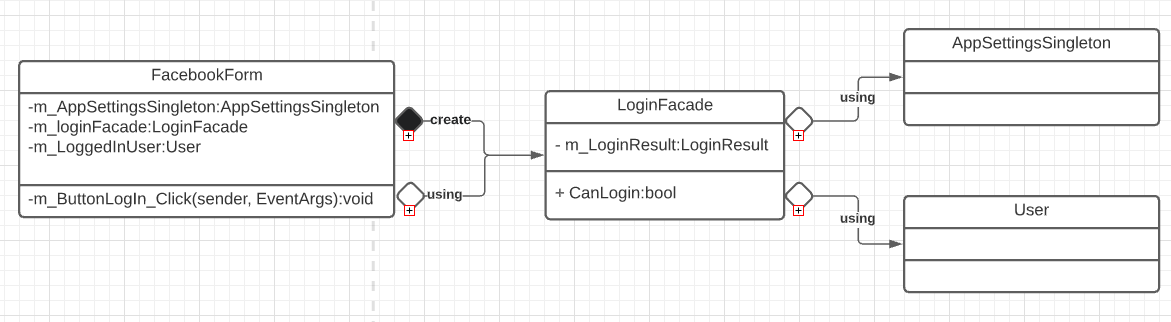 FacebookForm
-m_AppSettingsSingleton:AppSettingsSingleton
-m_loginFacade:LoginFacade
-m_LoggedInUser:User
-m_ButtonLogIn_Click(sender, EventArgs):void
create
using
LoginFacade
- m_LoginResult:LoginResult
+ CanLogin:bool
using
using
AppSettingsSingleton
User